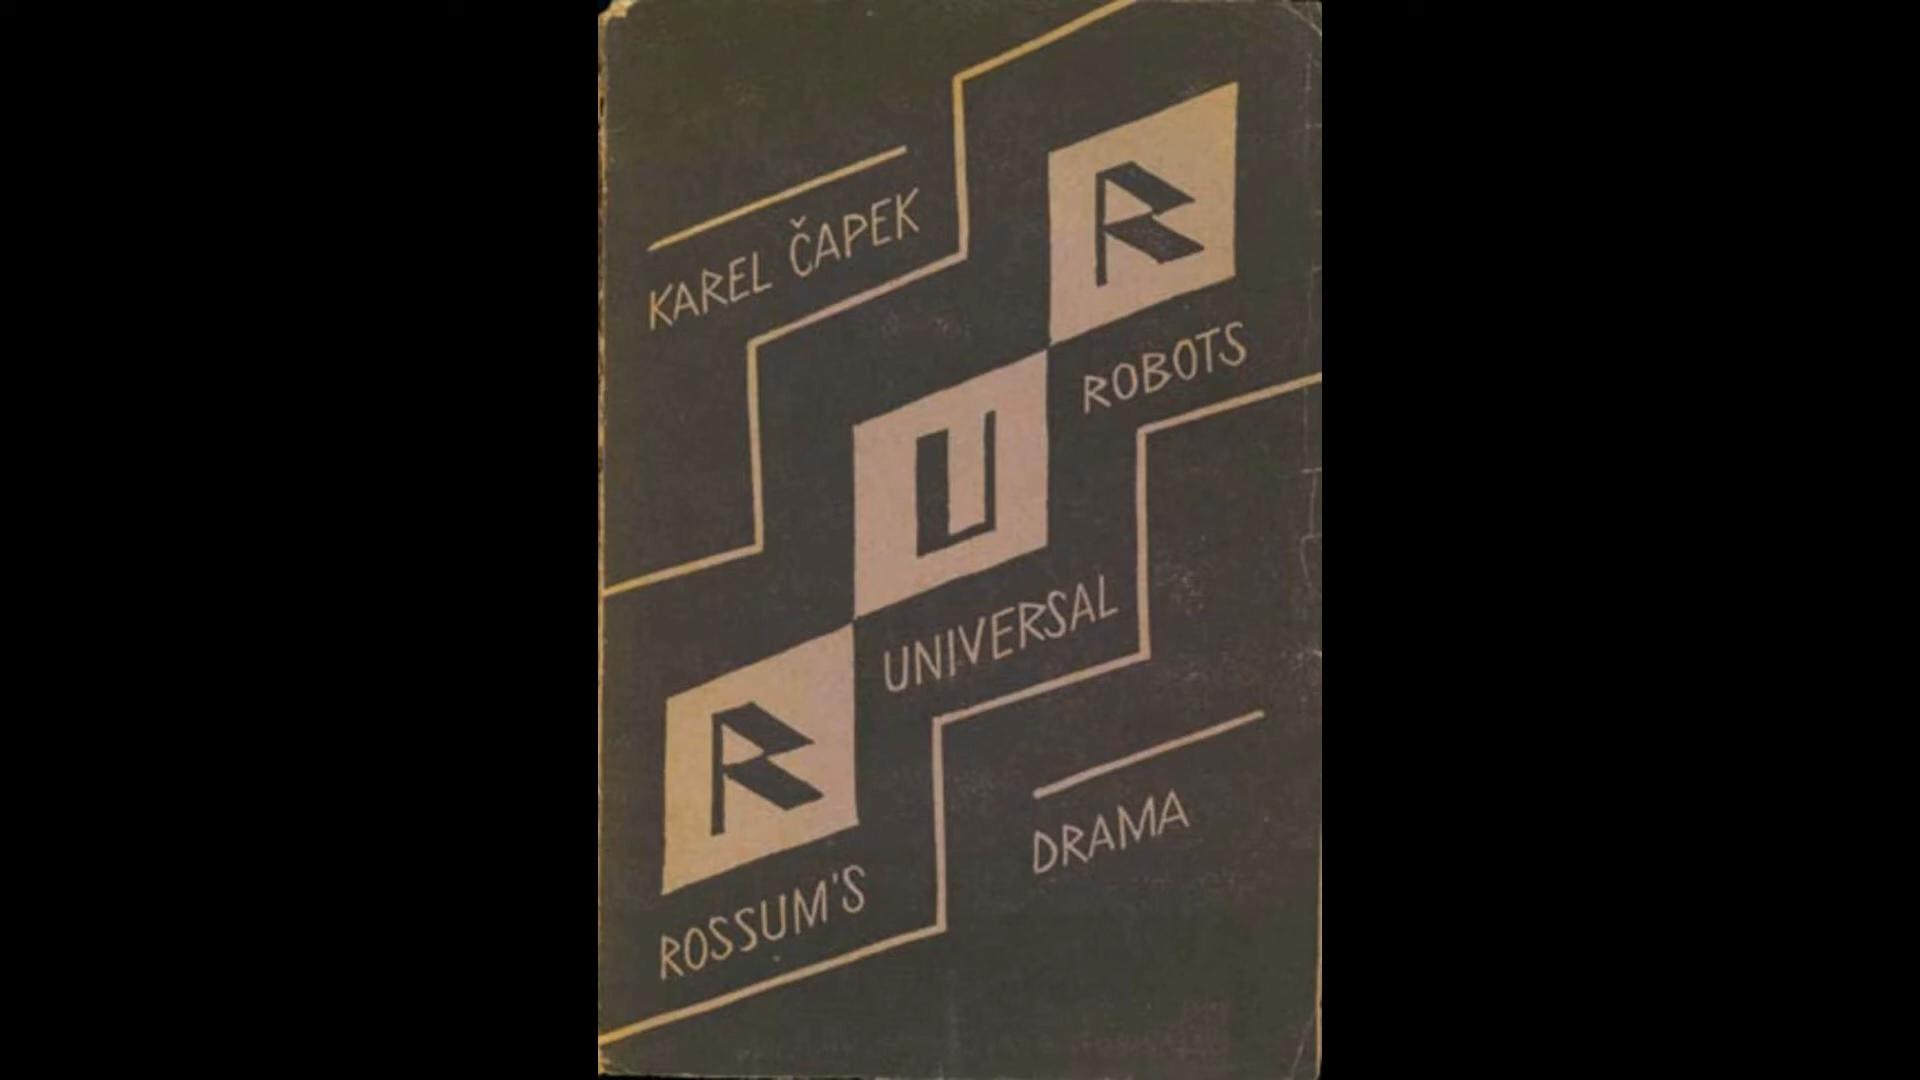 KAREL ČAPEK
R
ROBOTS
U
UNIVERSAL
R
ROSSUM'S
DRAMA